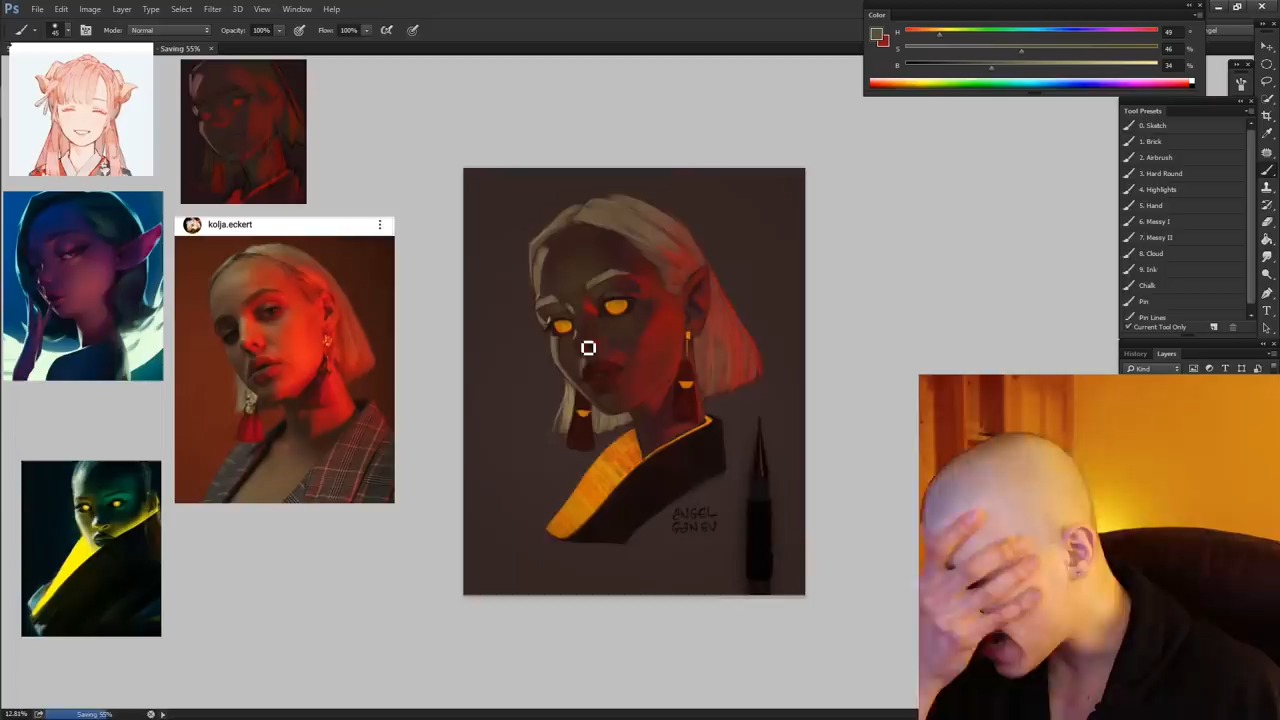 Ps File Edit Image Layer Type Select Filter 3D View Window Help
45 Mode: Normal Opacity: 100% Flow: 100%
Saving 55% ×
Color
H 49 °
S 46 %
B 34 %
gel
Tool Presets
0. Sketch
1. Brick
2. Airbrush
3. Hard Round
4. Highlights
5. Hand
6. Messy I
7. Messy II
8. Cloud
9. Ink
Chalk
Pin
Pin Lines
Current Tool Only
History Layers
Kind
kolja.eckert
ANGEL
GANEV
12.81% Saving 55%